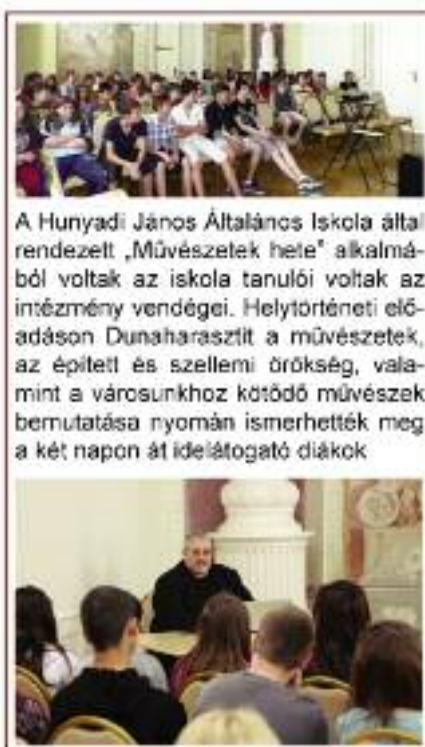 A Hunyadi János Általános Iskola által
rendezett „Művészetek hete” alkalmá-
ból voltak az iskola tanulói voltak az
intézmény vendégei. Helytörténeti elő-
adáson Dunaharasztit a művészetek,
az épített és szellemi örökség, vala-
mint a városunkhoz kötődő művészek
bemutatása nyomán ismerhették meg
a két napon át idelátogató diákok